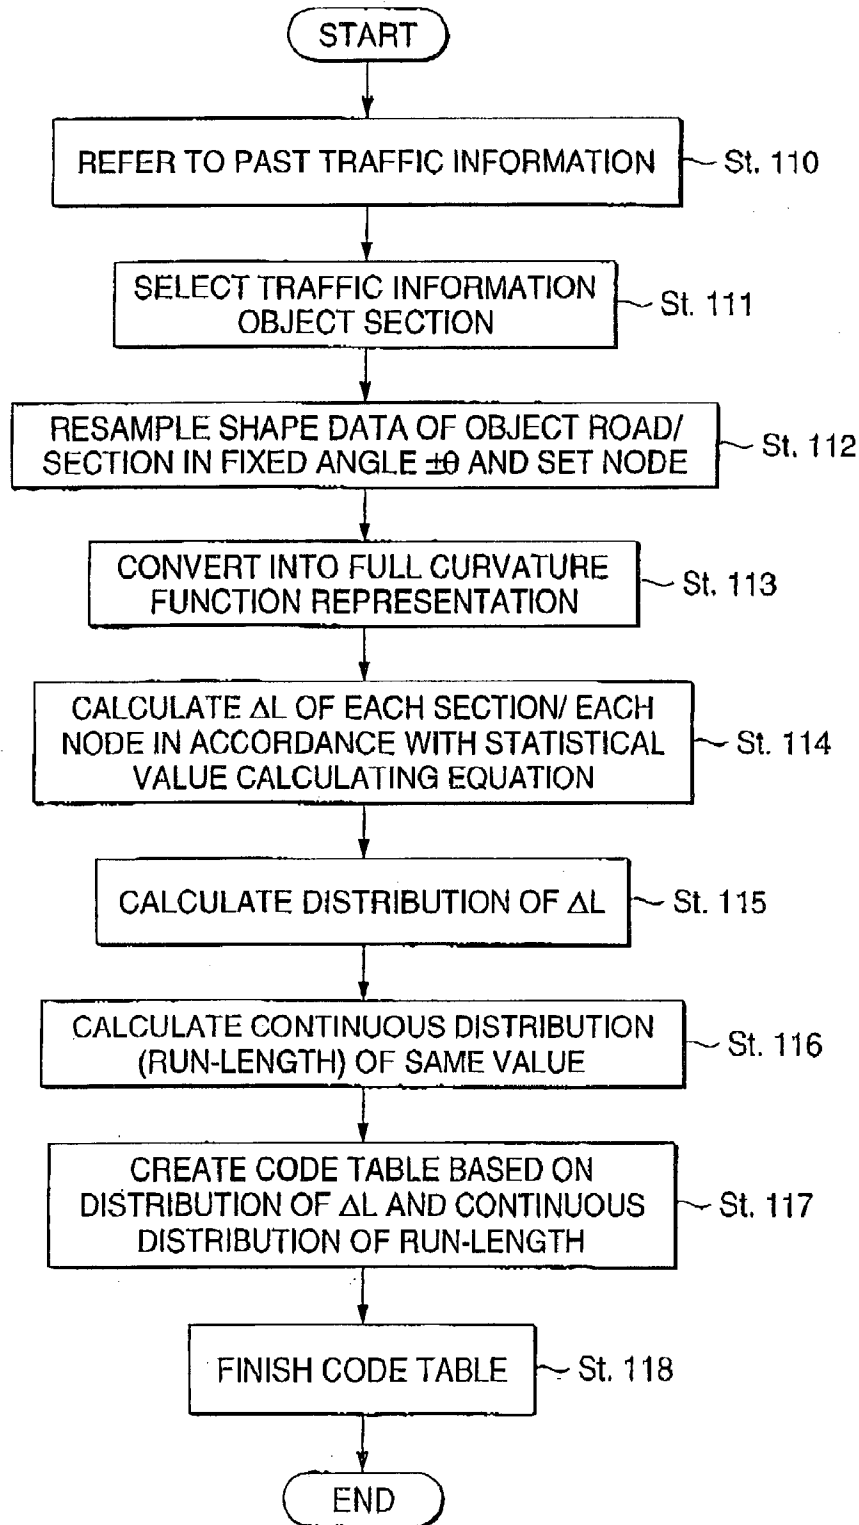 START
REFER TO PAST TRAFFIC INFORMATION
St. 110
SELECT TRAFFIC INFORMATION
OBJECT SECTION
St. 111
RESAMPLE SHAPE DATA OF OBJECT ROAD/
SECTION IN FIXED ANGLE ±θ AND SET NODE
St. 112
CONVERT INTO FULL CURVATURE
FUNCTION REPRESENTATION
St. 113
CALCULATE ΔL OF EACH SECTION/ EACH
NODE IN ACCORDANCE WITH STATISTICAL
VALUE CALCULATING EQUATION
St. 114
CALCULATE DISTRIBUTION OF ΔL
St. 115
CALCULATE CONTINUOUS DISTRIBUTION
(RUN-LENGTH) OF SAME VALUE
St. 116
CREATE CODE TABLE BASED ON
DISTRIBUTION OF ΔL AND CONTINUOUS
DISTRIBUTION OF RUN-LENGTH
St. 117
FINISH CODE TABLE
St. 118
END